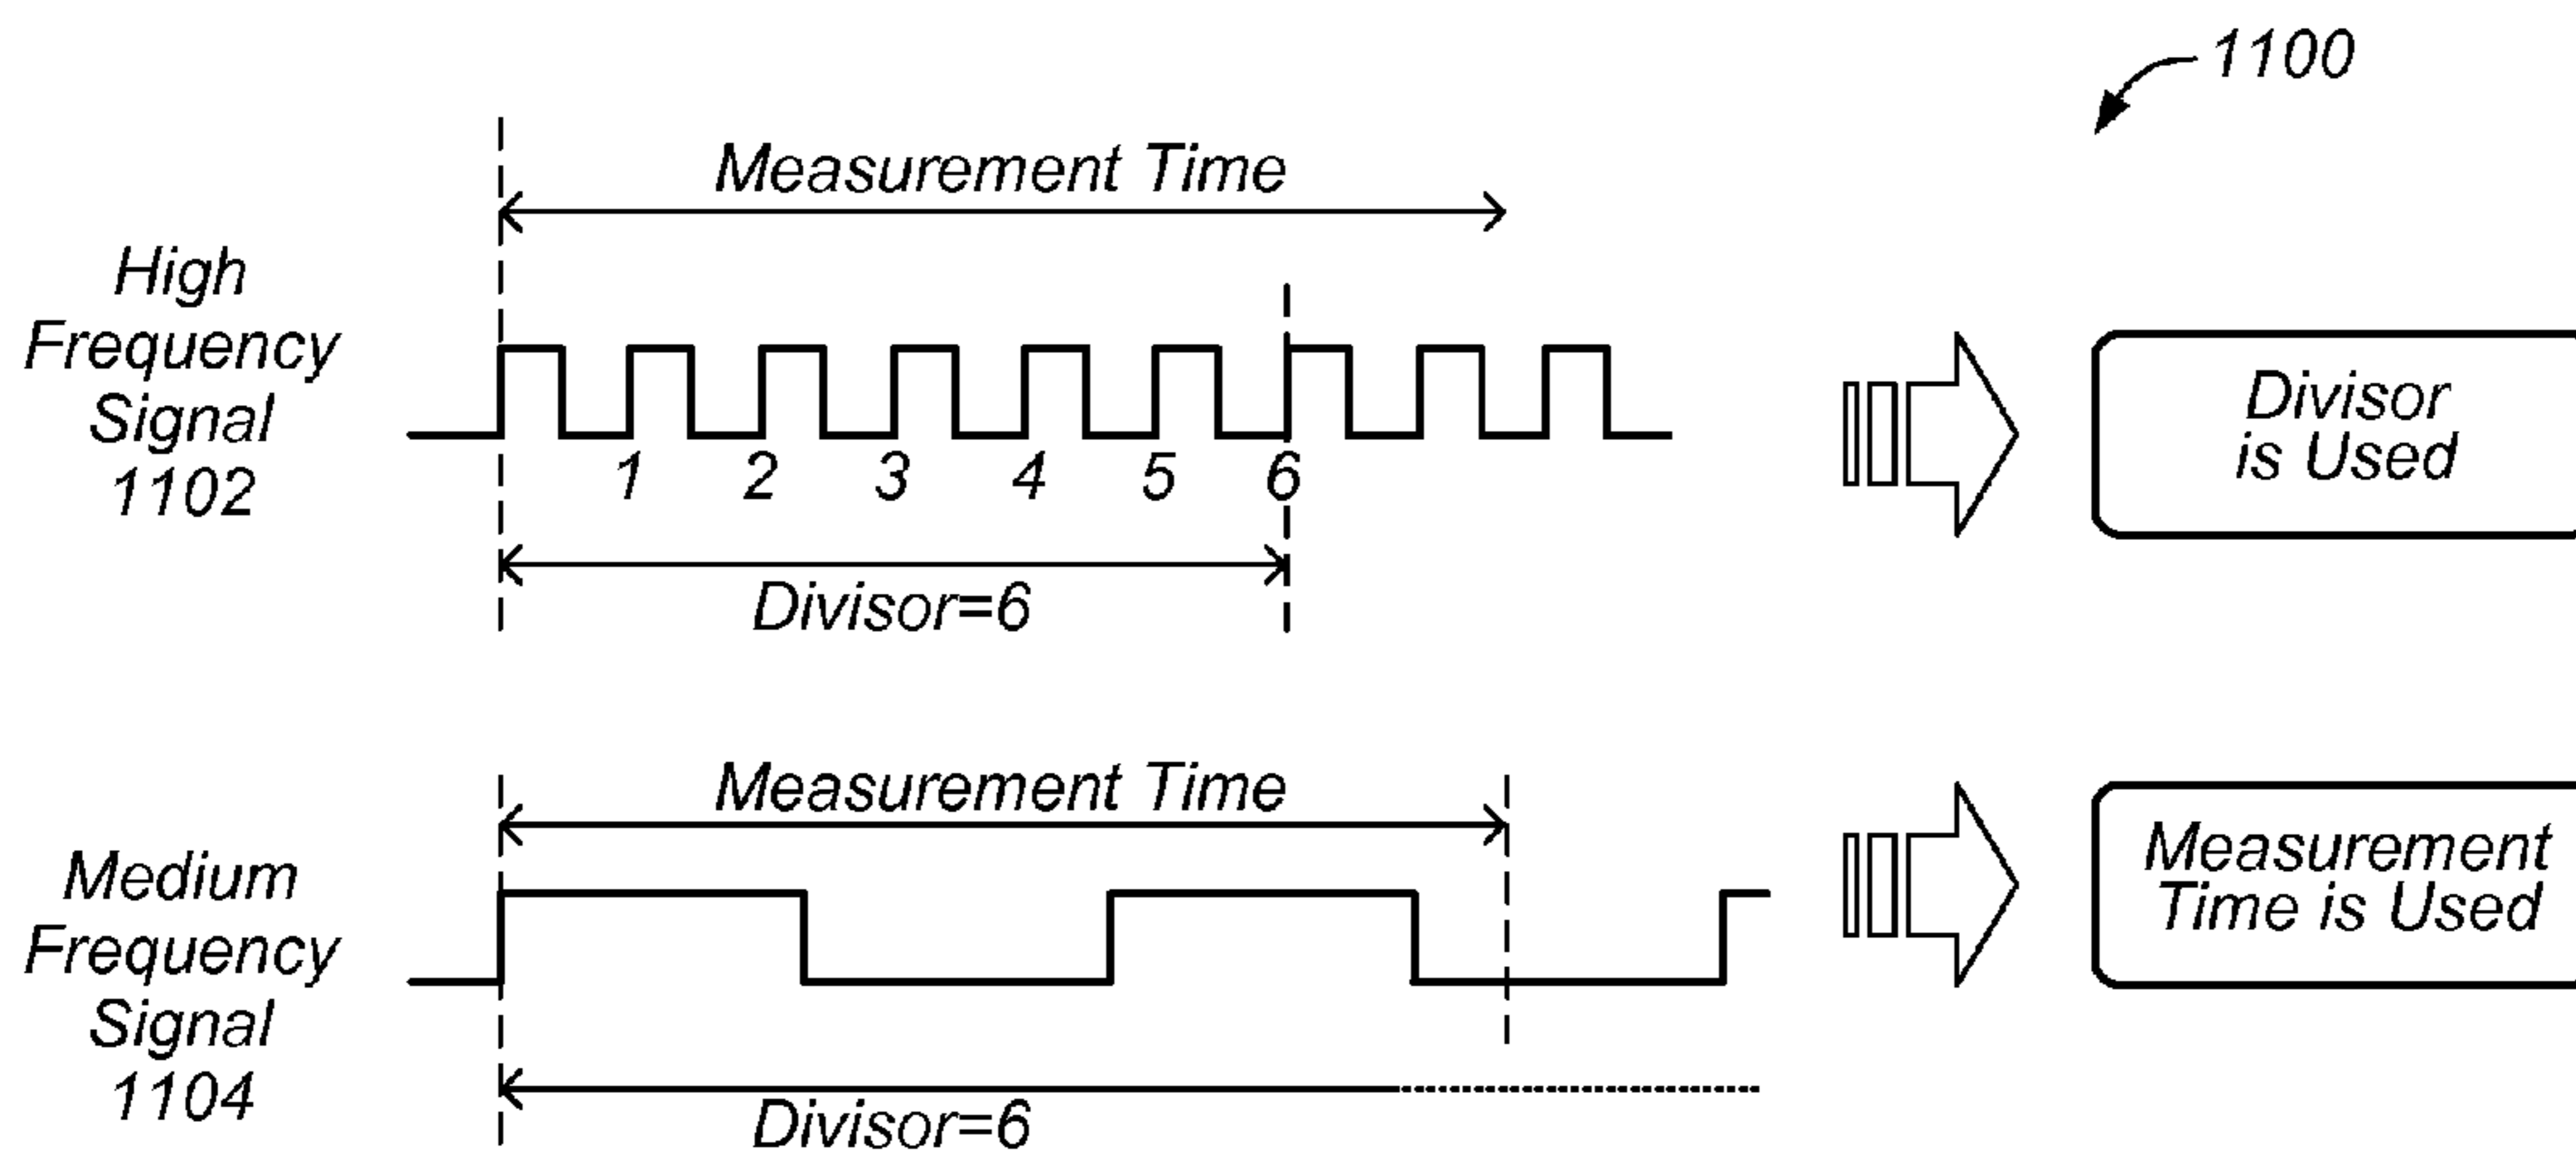 1100
Measurement Time
High
Frequency
Signal
1102
1 2 3 4 5 6
Divisor=6
Divisor
is Used
Measurement Time
Medium
Frequency
Signal
1104
Divisor=6
Measurement
Time is Used